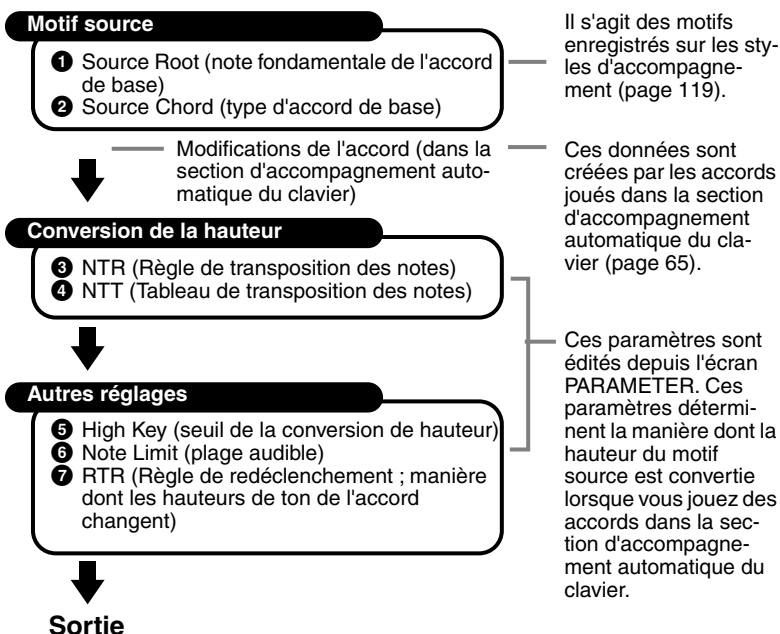 Motif source
❶ Source Root (note fondamentale de l'accord
de base)
❷ Source Chord (type d'accord de base)
Il s'agit des motifs
enregistrés sur les sty-
les d'accompagne-
ment (page 119).
Modifications de l'accord (dans la
section d'accompagnement auto-
matique du clavier)
Ces données sont
créées par les accords
joués dans la section
d'accompagnement
automatique du cla-
vier (page 65).
Conversion de la hauteur
❸ NTR (Règle de transposition des notes)
❹ NTT (Tableau de transposition des notes)
Autres réglages
❺ High Key (seuil de la conversion de hauteur)
❻ Note Limit (plage audible)
❼ RTR (Règle de redéclenchement ; manière
dont les hauteurs de ton de l'accord
changent)
Ces paramètres sont
édités depuis l'écran
PARAMETER. Ces
paramètres détermi-
nent la manière dont la
hauteur du motif
source est convertie
lorsque vous jouez des
accords dans la sec-
tion d'accompagne-
ment automatique du
clavier.
Sortie